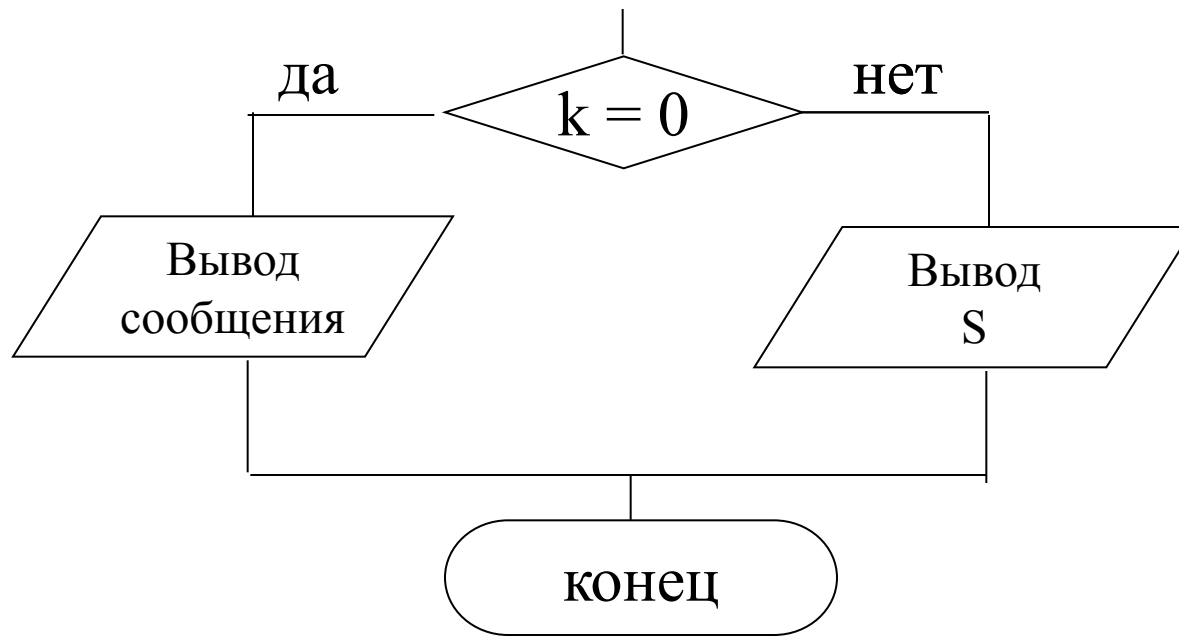 да
k = 0
нет
Вывод
сообщения
Вывод
S
конец